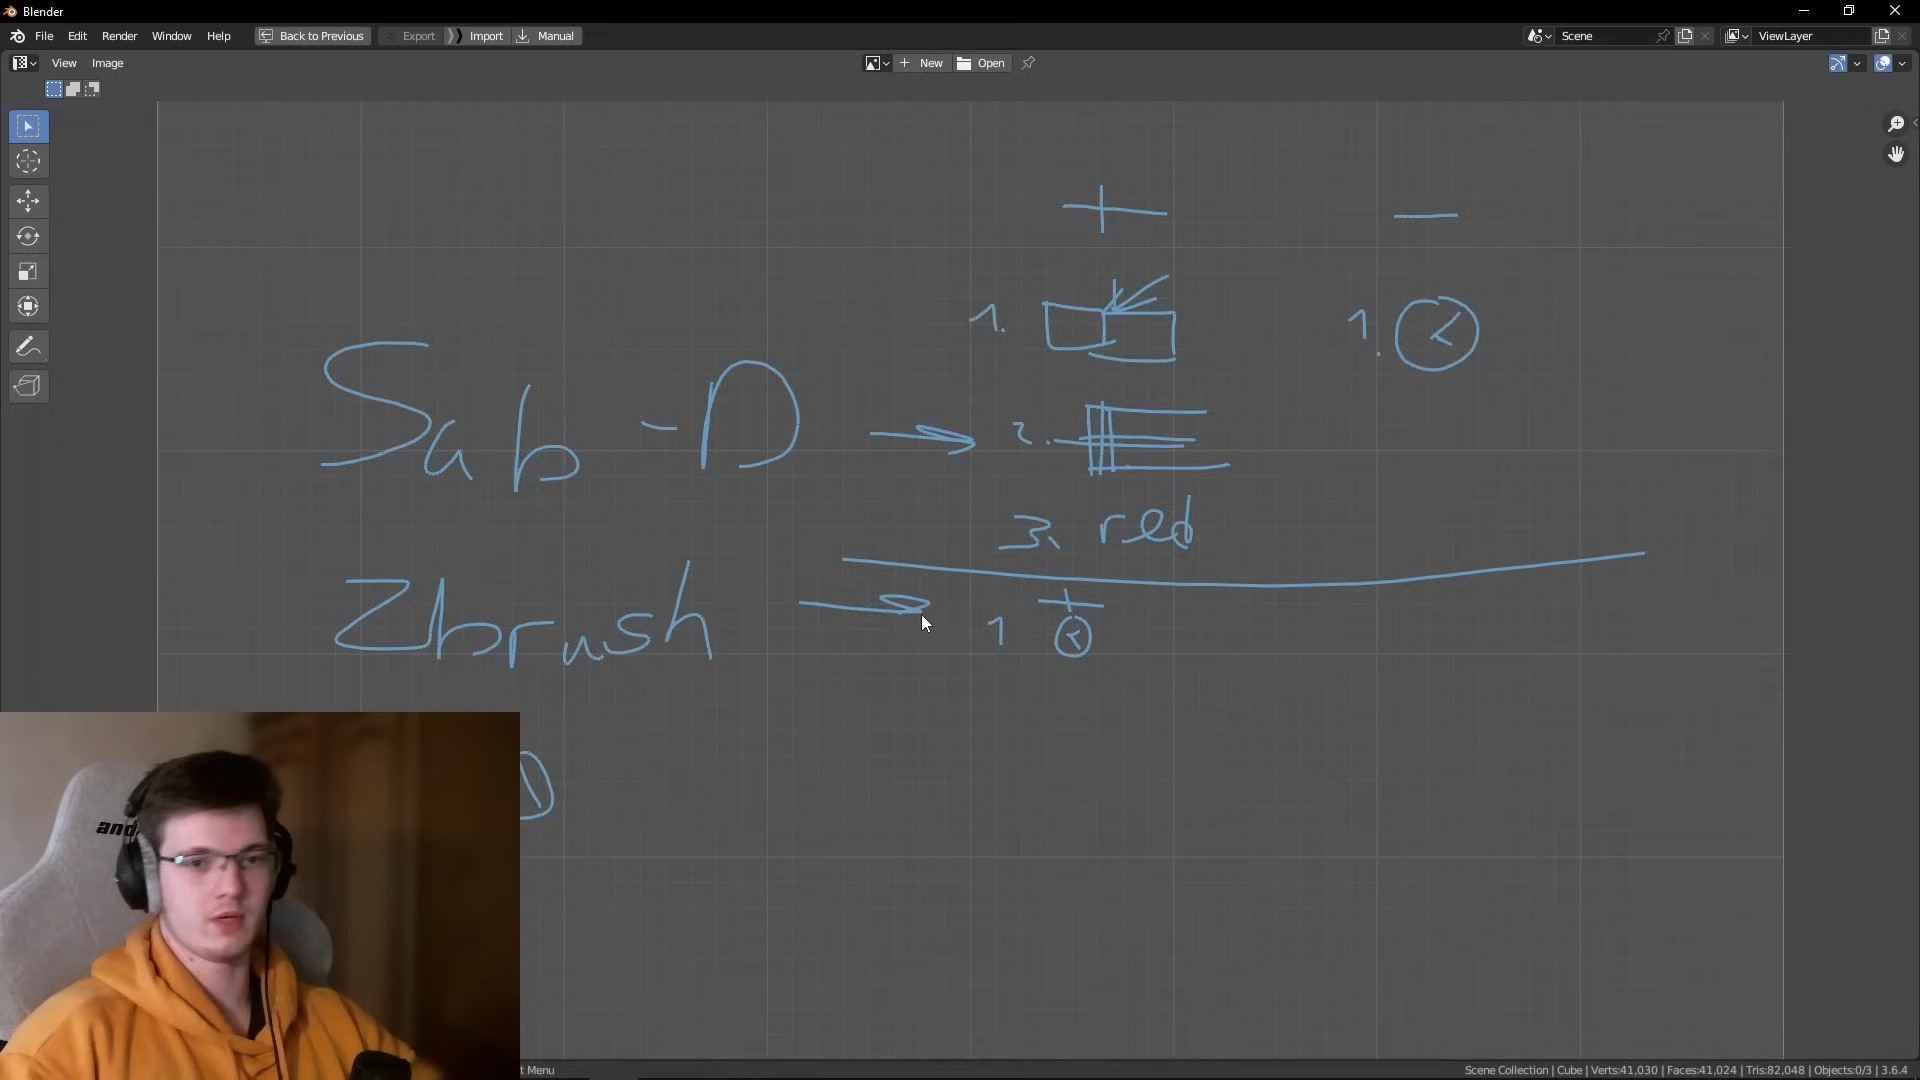 Blender
File Edit Render Window Help Back to Previous Export Import Manual Scene ViewLayer
View Image New Open
+ −
1. 1.
Sub-D 2.
3. red
Zbrush 1 +
D
and
t Menu Scene Collection | Cube | Verts:41,030 | Faces:41,024 | Tris:82,048 | Objects:0/3 | 3.6.4